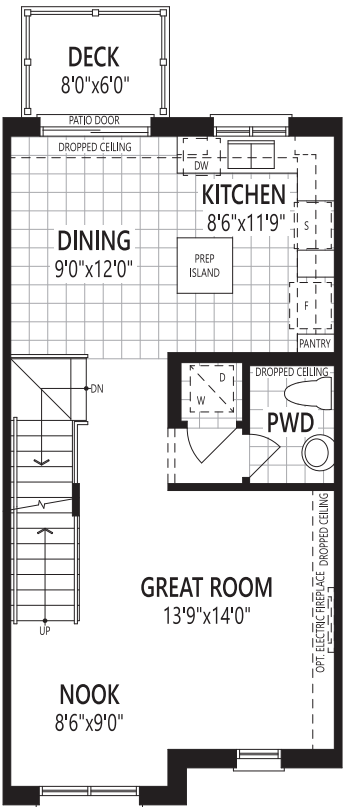 DECK
8'0"x6'0"
PATIO DOOR
DROPPED CEILING
DW
KITCHEN
8'6"x11'9"
S
DINING
9'0"x12'0"
PREP
ISLAND
F
PANTRY
DN
D
W
DROPPED CEILING
PWD
DROPPED CEILING
OPT. ELECTRIC FIREPLACE
GREAT ROOM
13'9"x14'0"
UP
NOOK
8'6"x9'0"